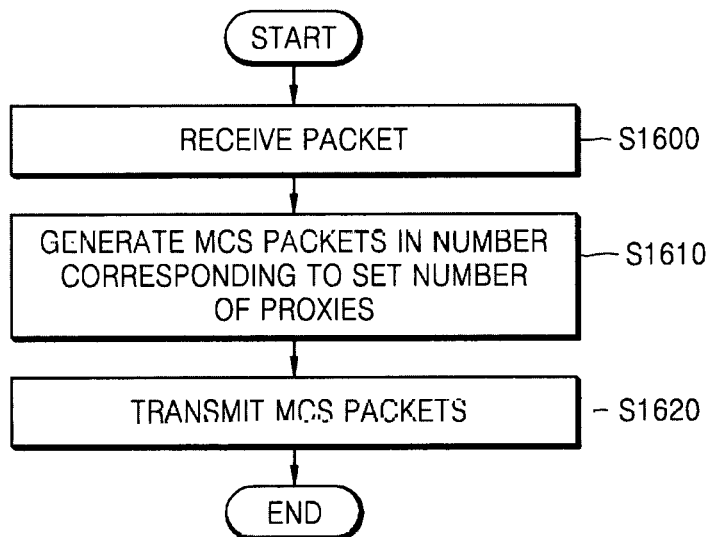 START
RECEIVE PACKET
S1600
GENERATE MCS PACKETS IN NUMBER
CORRESPONDING TO SET NUMBER
OF PROXIES
S1610
TRANSMIT MCS PACKETS
S1620
END